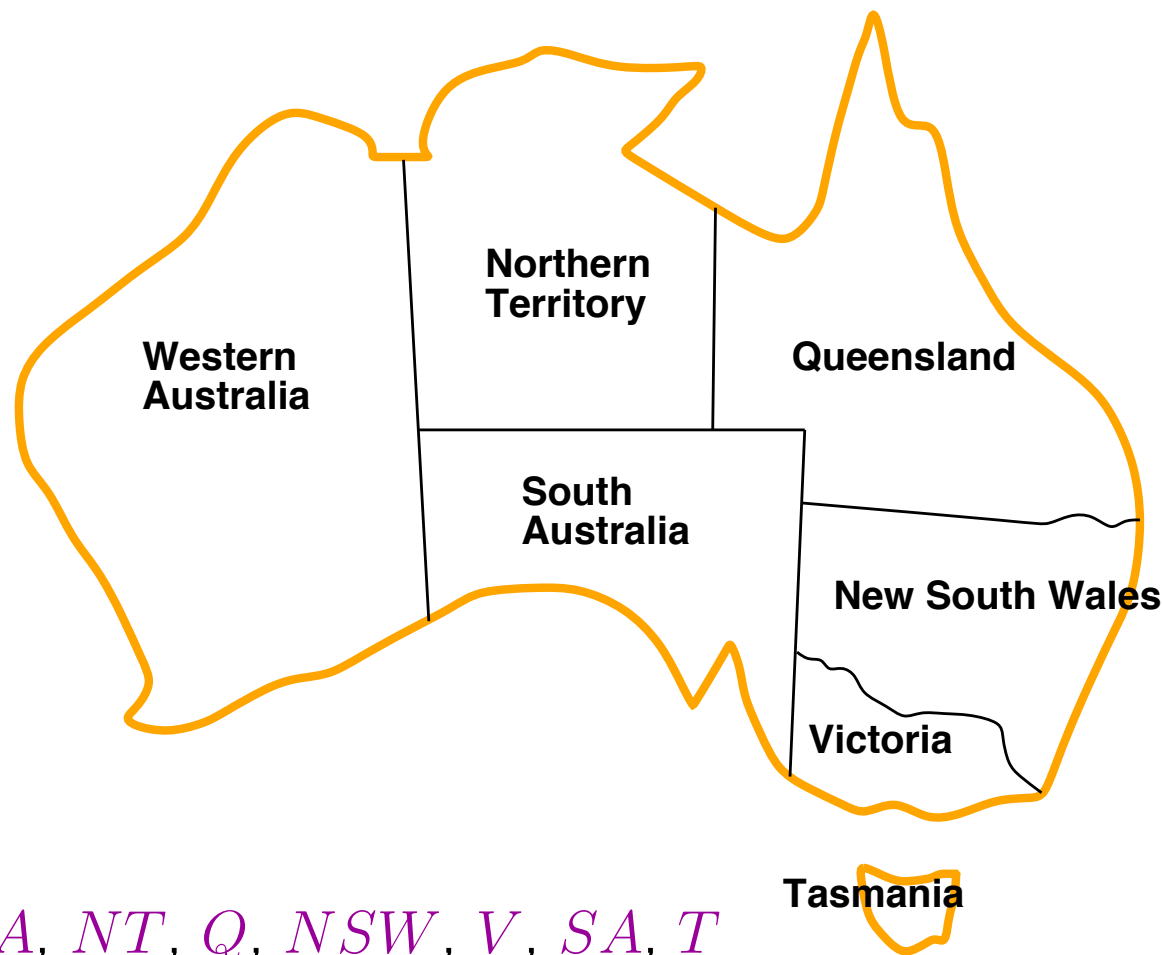 Northern
Territory
Western
Australia
Queensland
South
Australia
New South Wales
Victoria
Tasmania
A, NT, Q, NSW, V, SA, T